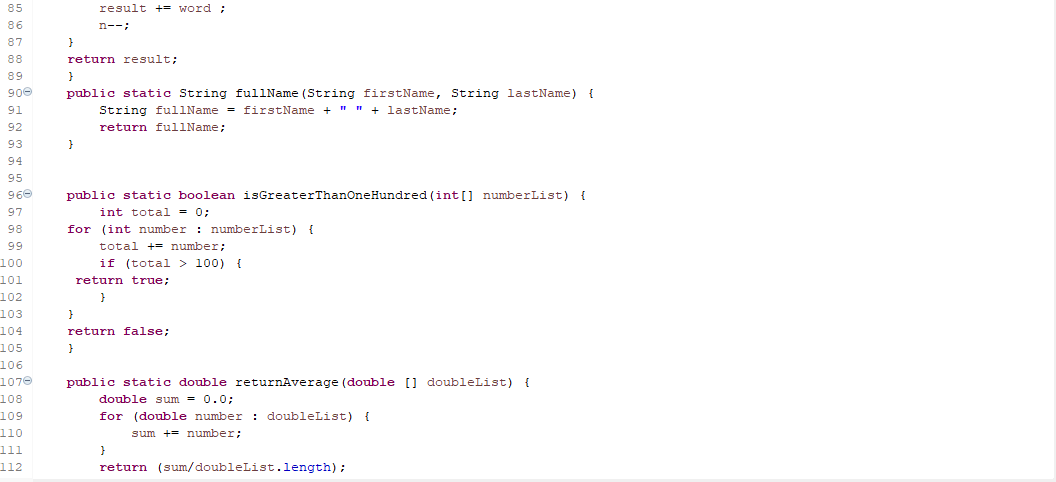 85 result += word ;
86 n--;
87 }
88 return result;
89 }
90 public static String fullName(String firstName, String lastName) {
91 String fullName = firstName + " " + lastName;
92 return fullName;
93 }
94
95
96 public static boolean isGreaterThanOneHundred(int[] numberList) {
97 int total = 0;
98 for (int number : numberList) {
99 total += number;
100 if (total > 100) {
101 return true;
102 }
103 }
104 return false;
105 }
106
107 public static double returnAverage(double [] doubleList) {
108 double sum = 0.0;
109 for (double number : doubleList) {
110 sum += number;
111 }
112 return (sum/doubleList.length);